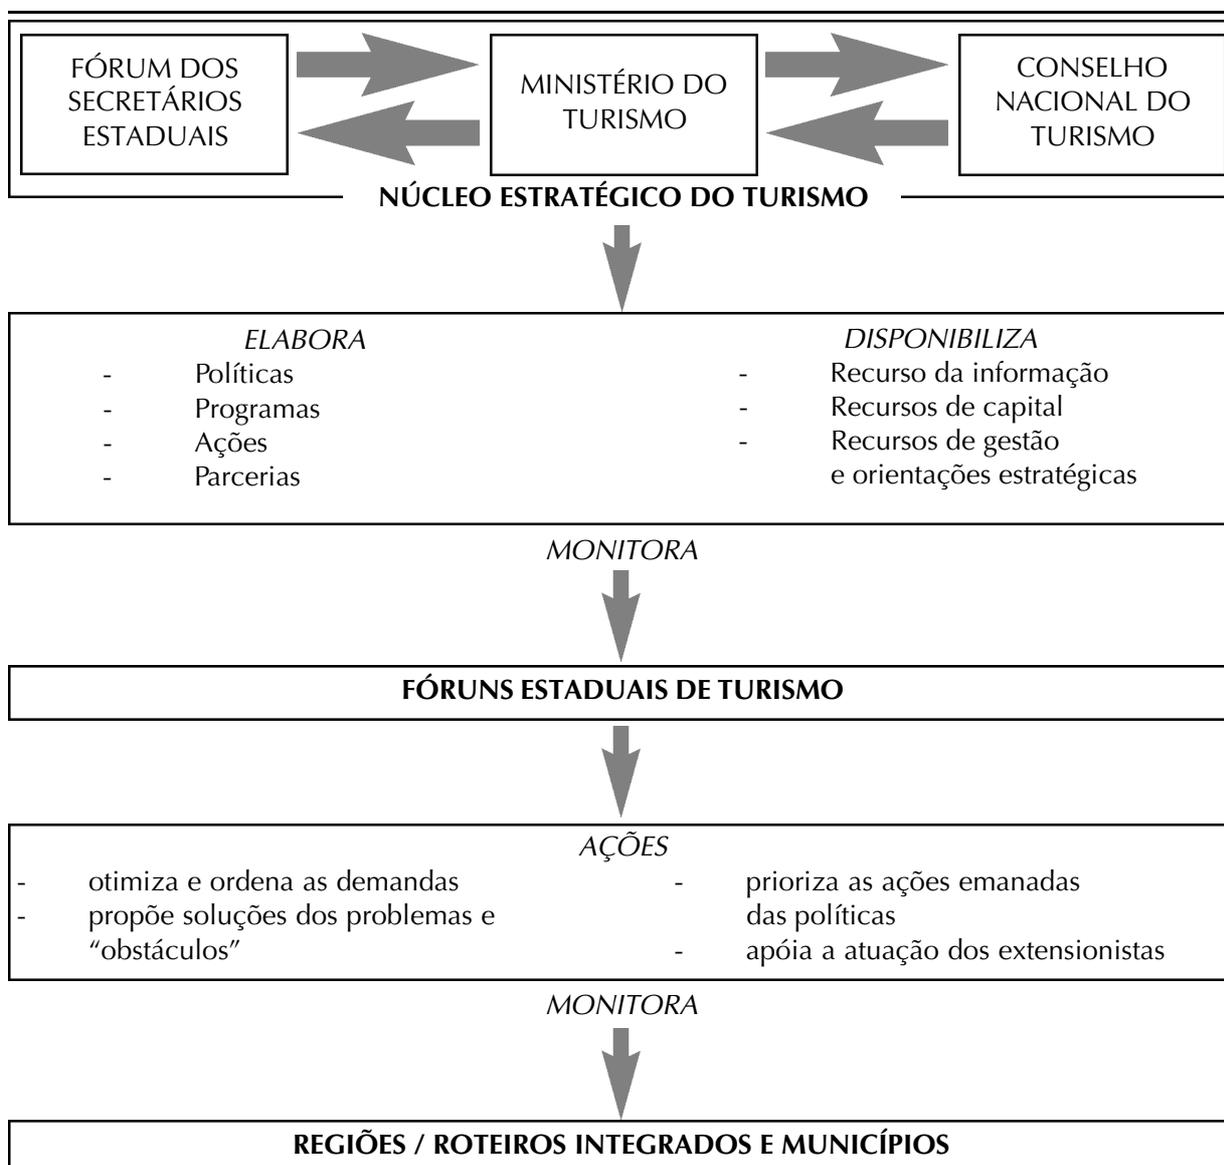 FÓRUM DOS
SECRETÁRIOS
ESTADUAIS
MINISTÉRIO DO
TURISMO
CONSELHO
NACIONAL DO
TURISMO
NÚCLEO ESTRATÉGICO DO TURISMO
ELABORA
- Políticas
- Programas
- Ações
- Parcerias
DISPONIBILIZA
- Recurso da informação
- Recursos de capital
- Recursos de gestão
e orientações estratégicas
MONITORA
FÓRUNS ESTADUAIS DE TURISMO
AÇÕES
- otimiza e ordena as demandas
- propõe soluções dos problemas e
“obstáculos”
- prioriza as ações emanadas
das políticas
- apóia a atuação dos extensionistas
MONITORA
REGIÕES / ROTEIROS INTEGRADOS E MUNICÍPIOS